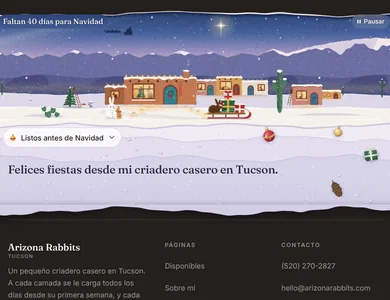 Faltan 40 días para Navidad
Pausar
Listos antes de Navidad
Felices fiestas desde mi criadero casero en Tucson.
Arizona Rabbits
TUCSON
Un pequeño criadero casero en Tucson.
A cada camada se le carga todos los
días desde su primera semana, y cada
PÁGINAS
Disponibles
Sobre mí
CONTACTO
(520) 270-2827
hello@arizonarabbits.com